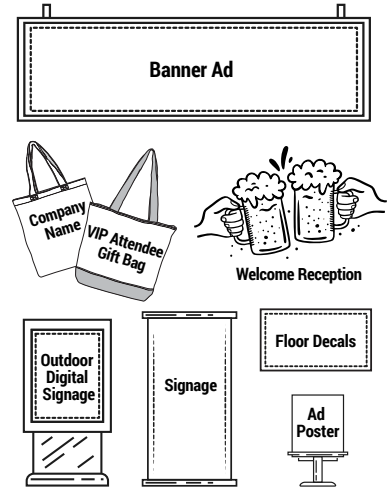 Banner Ad
Company
Name
VIP Attendee
Gift Bag
Welcome Reception
Outdoor
Digital
Signage
Signage
Floor Decals
Ad
Poster